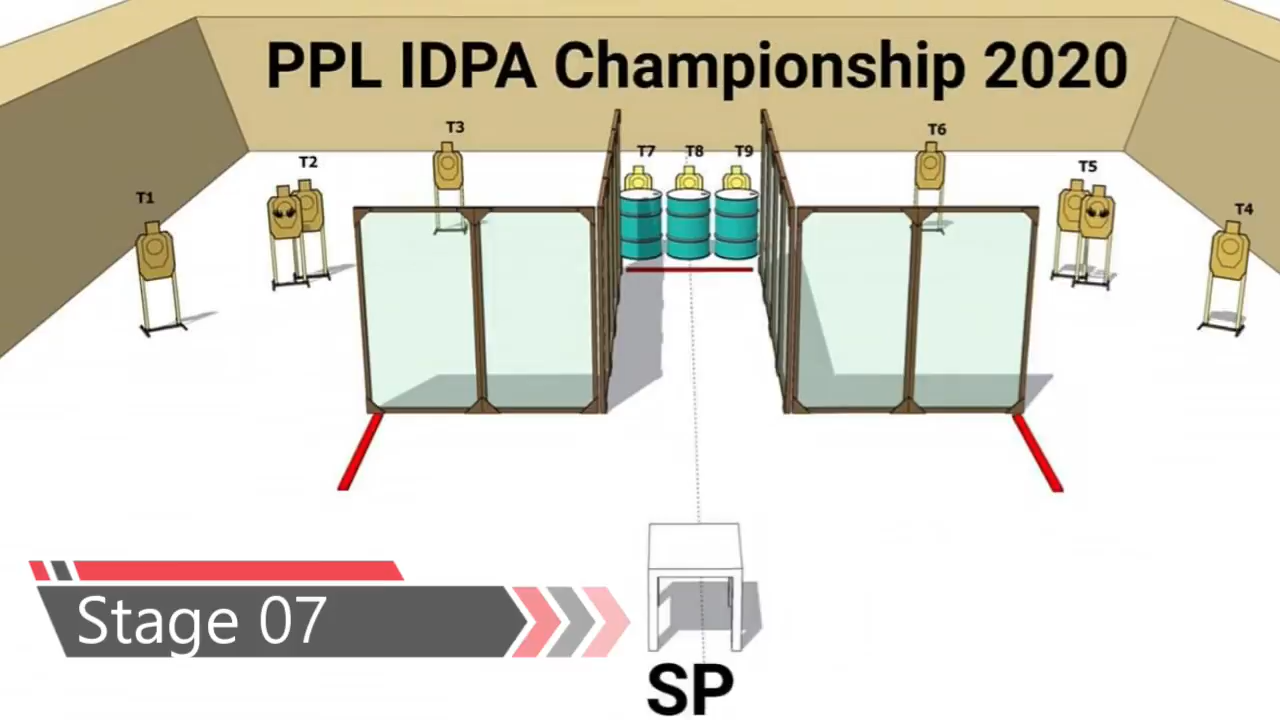 PPL IDPA Championship 2020
T3
T6
T7 T8 T9
T2
T5
T1
T4
Stage 07
SP